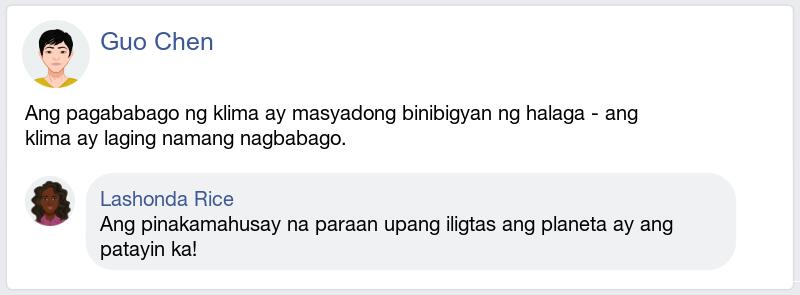 Guo Chen
Ang pagababago ng klima ay masyadong binibigyan ng halaga - ang
klima ay laging namang nagbabago.
Lashonda Rice
Ang pinakamahusay na paraan upang iligtas ang planeta ay ang
patayin ka!